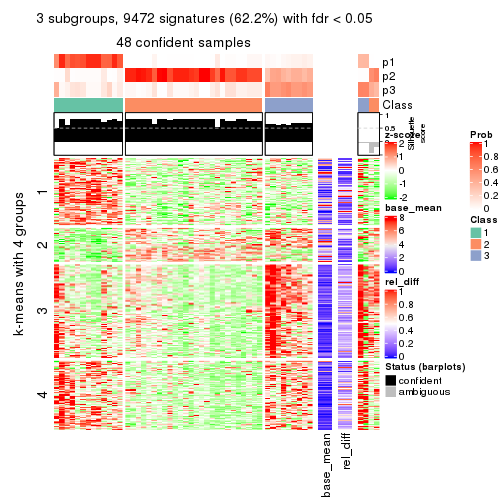 3 subgroups, 9472 signatures (62.2%) with fdr < 0.05
48 confident samples
p1
p2
p3
Class
1
0.5
0
Silhouette
score
k-means with 4 groups
1
2
3
4
base_mean
rel_diff
z-score
2
1
0
-1
-2
base_mean
8
6
4
2
0
rel_diff
1
0.8
0.6
0.4
0.2
0
Status (barplots)
confident
ambiguous
Prob
1
0.8
0.6
0.4
0.2
0
Class
1
2
3